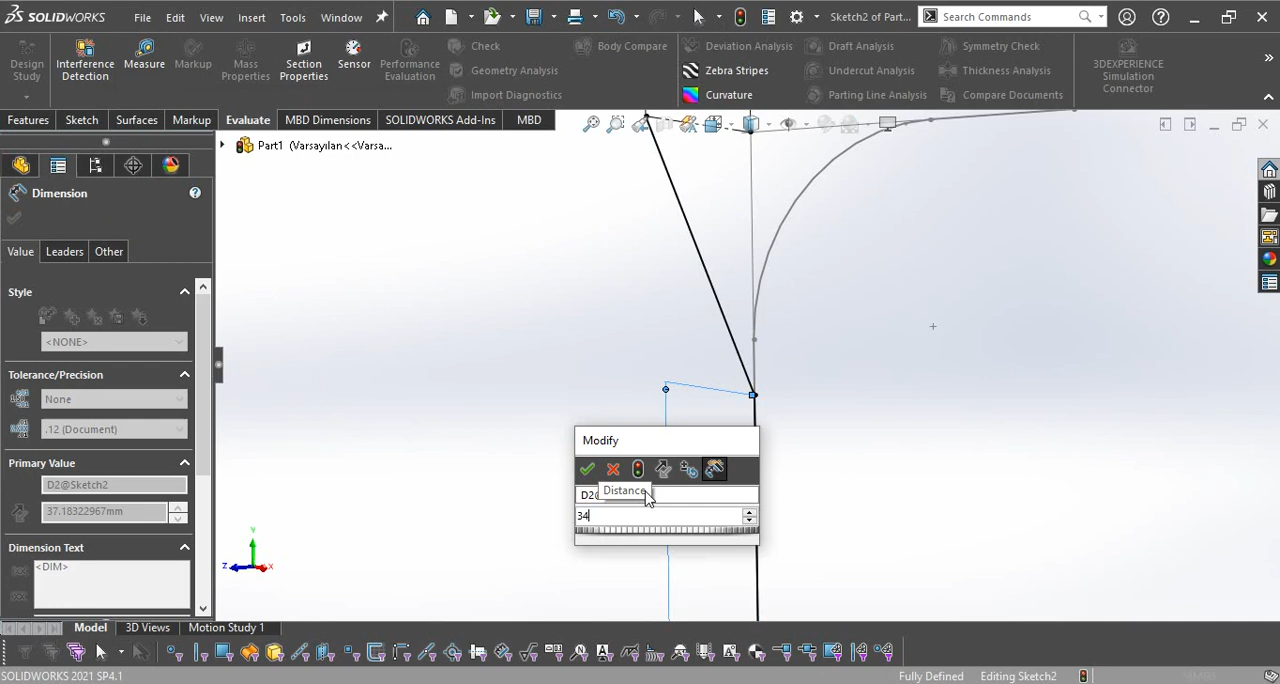 SOLIDWORKS File Edit View Insert Tools Window Sketch2 of Part... Search Commands
Design Study
Interference Detection
Measure
Markup
Mass Properties
Section Properties
Sensor
Performance Evaluation
Check
Geometry Analysis
Import Diagnostics
Body Compare
Deviation Analysis
Zebra Stripes
Curvature
Draft Analysis
Undercut Analysis
Parting Line Analysis
Symmetry Check
Thickness Analysis
Compare Documents
3DEXPERIENCE
Simulation
Connector
Features Sketch Surfaces Markup Evaluate MBD Dimensions SOLIDWORKS Add-Ins MBD
Part1 (Varsayılan<<Varsa...
Dimension
Value Leaders Other
Style
<NONE>
Tolerance/Precision
None
.12 (Document)
Primary Value
D2@Sketch2
37.18322967mm
Dimension Text
<DIM>
Modify
Distance
34
Y
Z X
Model 3D Views Motion Study 1
SOLIDWORKS 2021 SP4.1 Fully Defined Editing Sketch2